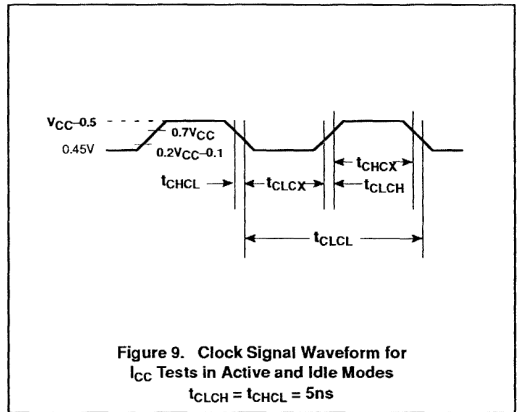 VCC–0.5
0.7VCC
0.45V
0.2VCC–0.1
tCHCX
tCHCL
tCLCX
tCLCH
tCLCL
Figure 9. Clock Signal Waveform for
ICC Tests in Active and Idle Modes
tCLCH = tCHCL = 5ns